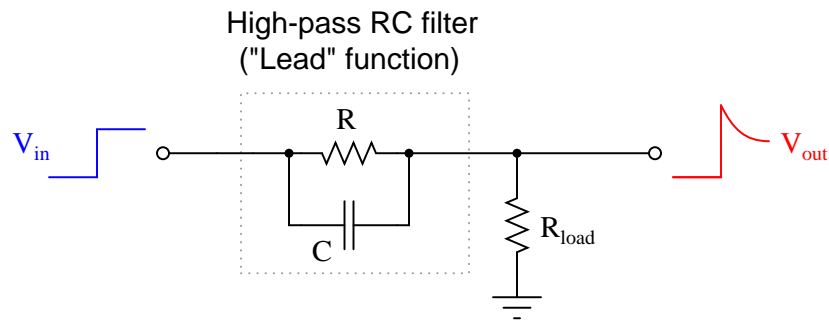 High-pass RC filter
("Lead" function)
R
V_in
V_out
C
R_load